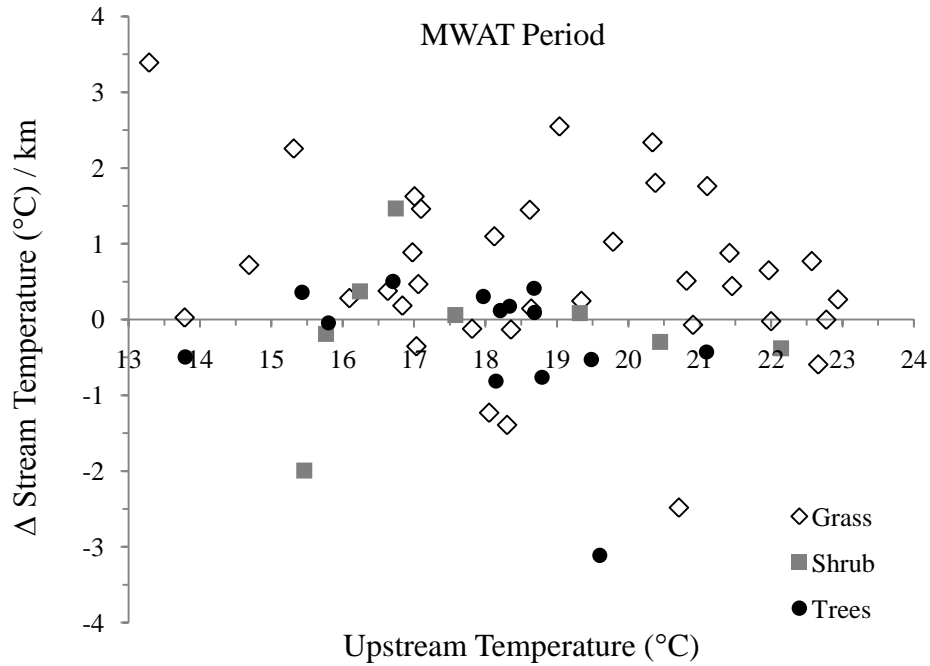 MWAT Period
4
3
2
1
0
-1
-2
-3
-4
13 14 15 16 17 18 19 20 21 22 23 24
Δ Stream Temperature (°C) / km
Upstream Temperature (°C)
Grass
Shrub
Trees